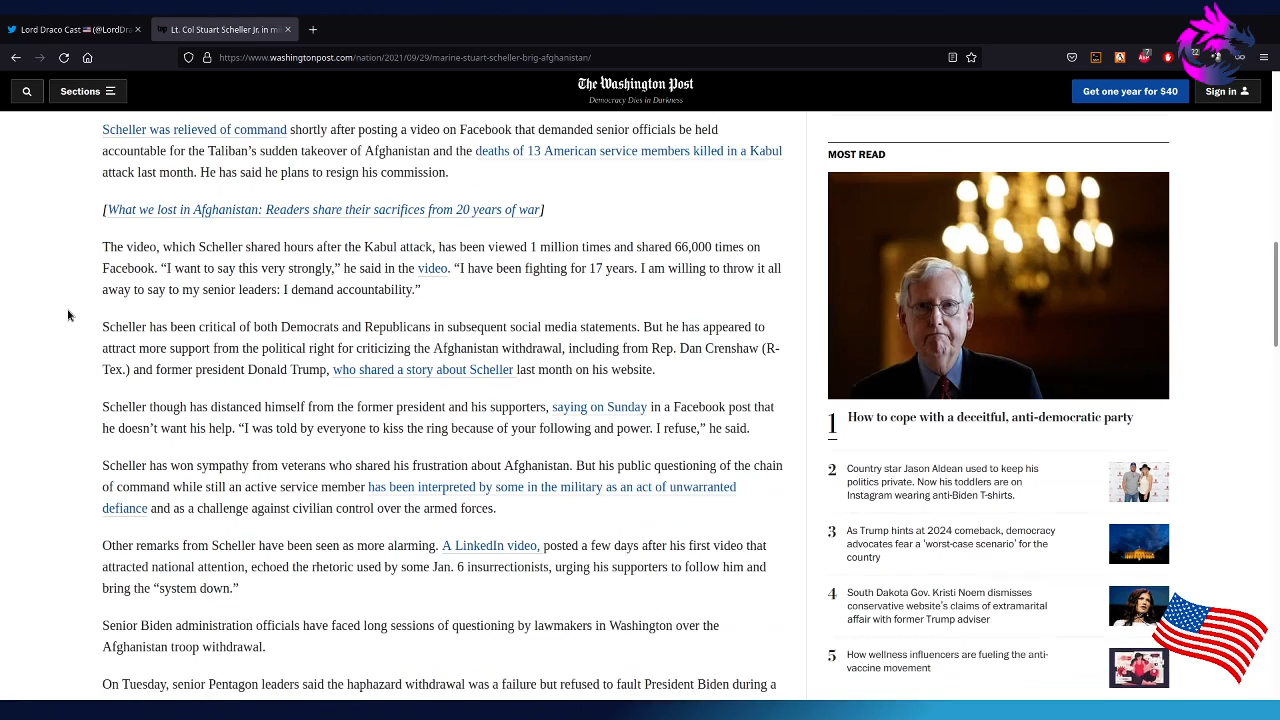 Lord Draco Cast 🇺🇸 (@LordDra
Lt. Col Stuart Scheller Jr. in mi
https://www.washingtonpost.com/nation/2021/09/29/marine-stuart-scheller-brig-afghanistan/
Sections
The Washington Post
Democracy Dies in Darkness
Get one year for $40
Sign in
Scheller was relieved of command shortly after posting a video on Facebook that demanded senior officials be held
accountable for the Taliban’s sudden takeover of Afghanistan and the deaths of 13 American service members killed in a Kabul
attack last month. He has said he plans to resign his commission.
[What we lost in Afghanistan: Readers share their sacrifices from 20 years of war]
The video, which Scheller shared hours after the Kabul attack, has been viewed 1 million times and shared 66,000 times on
Facebook. “I want to say this very strongly,” he said in the video. “I have been fighting for 17 years. I am willing to throw it all
away to say to my senior leaders: I demand accountability.”
Scheller has been critical of both Democrats and Republicans in subsequent social media statements. But he has appeared to
attract more support from the political right for criticizing the Afghanistan withdrawal, including from Rep. Dan Crenshaw (R-
Tex.) and former president Donald Trump, who shared a story about Scheller last month on his website.
Scheller though has distanced himself from the former president and his supporters, saying on Sunday in a Facebook post that
he doesn’t want his help. “I was told by everyone to kiss the ring because of your following and power. I refuse,” he said.
Scheller has won sympathy from veterans who shared his frustration about Afghanistan. But his public questioning of the chain
of command while still an active service member has been interpreted by some in the military as an act of unwarranted
defiance and as a challenge against civilian control over the armed forces.
Other remarks from Scheller have been seen as more alarming. A LinkedIn video, posted a few days after his first video that
attracted national attention, echoed the rhetoric used by some Jan. 6 insurrectionists, urging his supporters to follow him and
bring the “system down.”
Senior Biden administration officials have faced long sessions of questioning by lawmakers in Washington over the
Afghanistan troop withdrawal.
On Tuesday, senior Pentagon leaders said the haphazard withdrawal was a failure but refused to fault President Biden during a
MOST READ
1 How to cope with a deceitful, anti-democratic party
2 Country star Jason Aldean used to keep his
politics private. Now his toddlers are on
Instagram wearing anti-Biden T-shirts.
3 As Trump hints at 2024 comeback, democracy
advocates fear a ‘worst-case scenario’ for the
country
4 South Dakota Gov. Kristi Noem dismisses
conservative website’s claims of extramarital
affair with former Trump adviser
5 How wellness influencers are fueling the anti-
vaccine movement